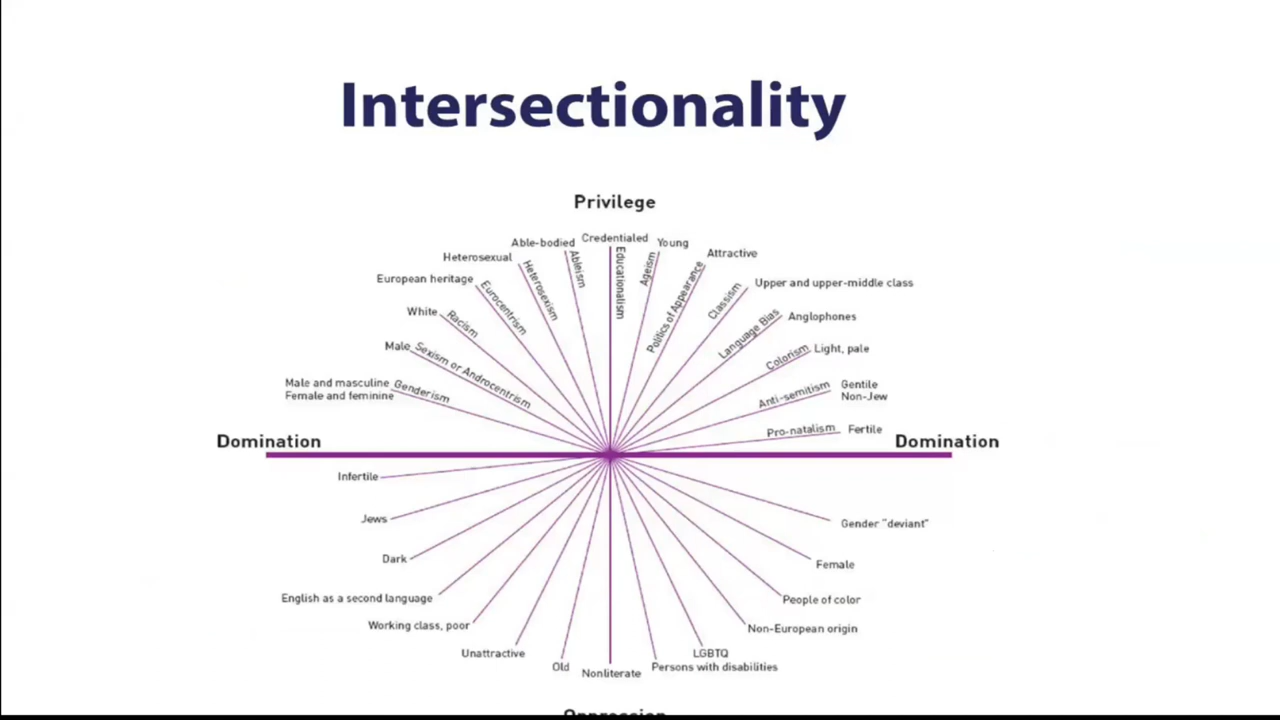 Intersectionality
Privilege
Credentialed
Able-bodied
Young
Heterosexual
Attractive
European heritage
Upper and upper-middle class
White
Anglophones
Male
Light, pale
Male and masculine
Female and feminine
Gentile
Non-Jew
Fertile
Genderism
Sexism or Androcentrism
Racism
Eurocentrism
Heterosexism
Ableism
Educationalism
Ageism
Politics of Appearance
Classism
Language Bias
Colorism
Anti-semitism
Pro-natalism
Domination
Domination
Infertile
Jews
Gender "deviant"
Dark
Female
English as a second language
People of color
Working class, poor
Non-European origin
Unattractive
LGBTQ
Old
Nonliterate
Persons with disabilities
Oppression